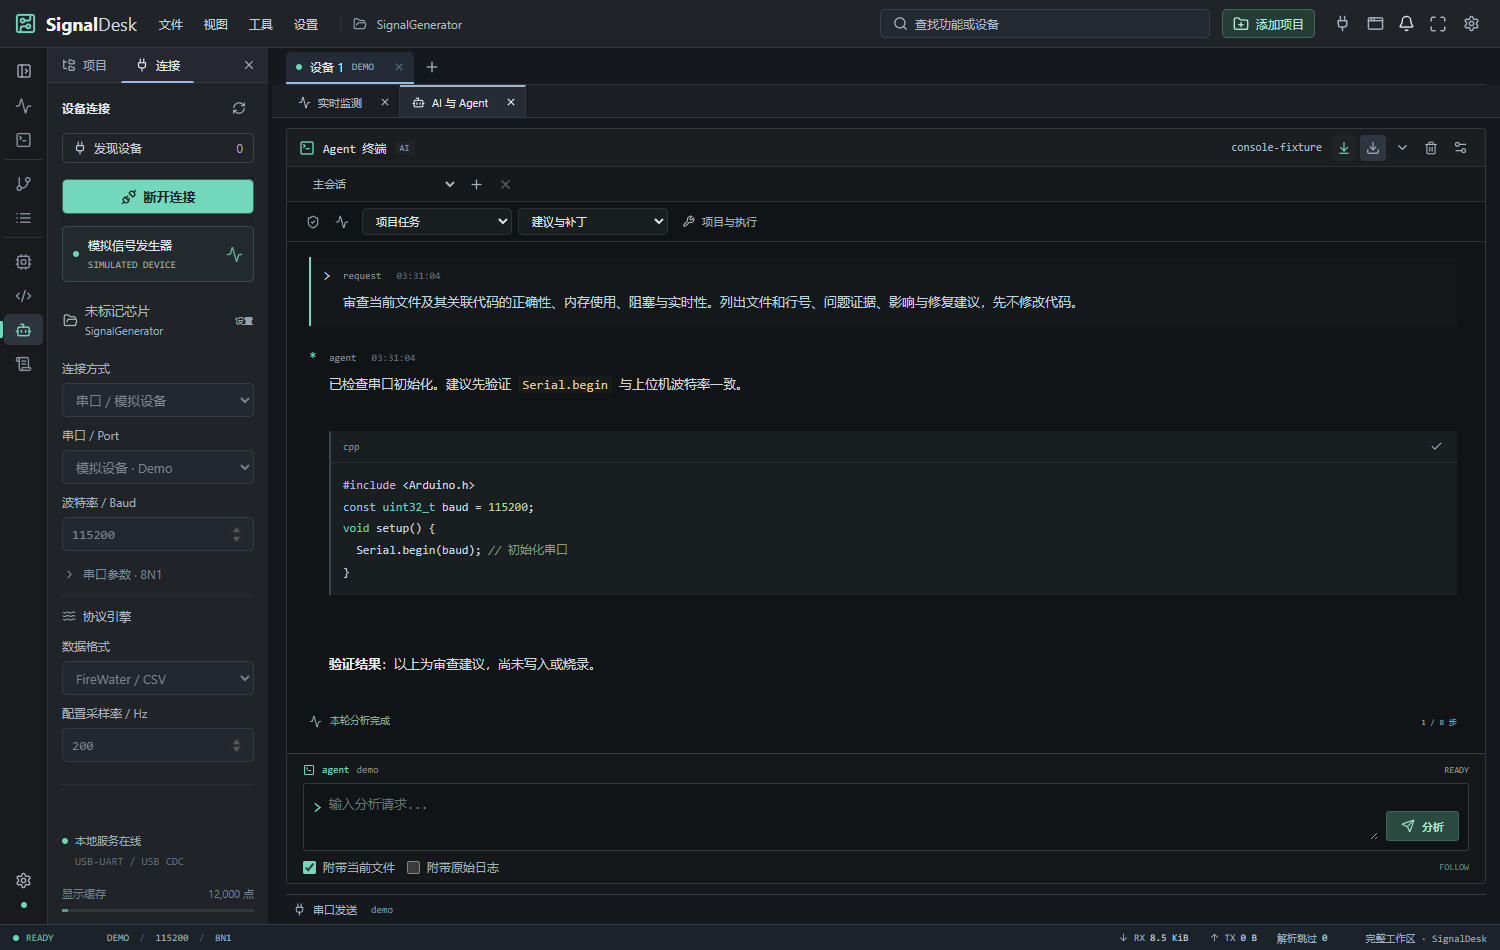 SignalDesk 文件 视图 工具 设置 SignalGenerator 查找功能或设备 添加项目
项目 连接
设备 1 DEMO
实时监测 AI 与 Agent
设备连接
发现设备 0
断开连接
模拟信号发生器
SIMULATED DEVICE
未标记芯片
SignalGenerator
设置
连接方式
串口 / 模拟设备
串口 / Port
模拟设备 · Demo
波特率 / Baud
115200
串口参数 · 8N1
协议引擎
数据格式
FireWater / CSV
配置采样率 / Hz
200
本地服务在线
USB-UART / USB CDC
显示缓存 12,000 点
Agent 终端 AI console-fixture
主会话
项目任务 建议与补丁 项目与执行
request 03:31:04
审查当前文件及其关联代码的正确性、内存使用、阻塞与实时性。列出文件和行号、问题证据、影响与修复建议，先不修改代码。
* agent 03:31:04
已检查串口初始化。建议先验证 Serial.begin 与上位机波特率一致。
cpp
#include <Arduino.h>
const uint32_t baud = 115200;
void setup() {
  Serial.begin(baud); // 初始化串口
}
验证结果：以上为审查建议，尚未写入或烧录。
本轮分析完成 1 / 8 步
agent demo READY
输入分析请求...
分析
附带当前文件 附带原始日志 FOLLOW
串口发送 demo
READY DEMO / 115200 / 8N1 ↓ RX 8.5 KiB ↑ TX 0 B 解析跳过 0 完整工作区 · SignalDesk